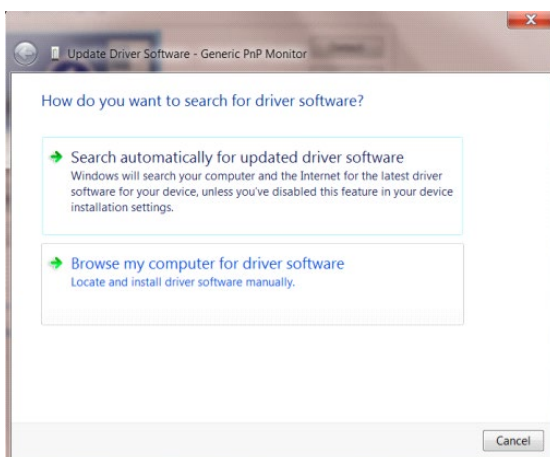 Update Driver Software - Generic PnP Monitor
How do you want to search for driver software?
Search automatically for updated driver software
Windows will search your computer and the Internet for the latest driver
software for your device, unless you've disabled this feature in your device
installation settings.
Browse my computer for driver software
Locate and install driver software manually.
Cancel